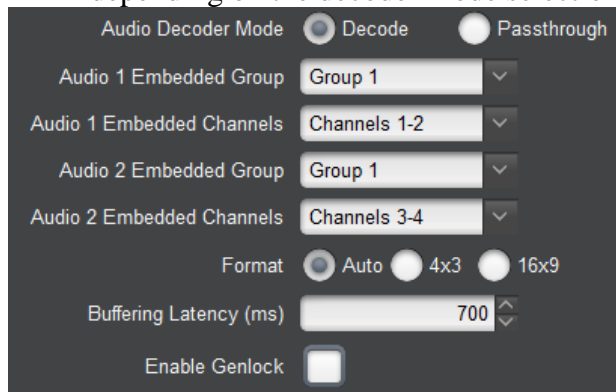 Audio Decoder Mode Decode Passthrough
Audio 1 Embedded Group Group 1
Audio 1 Embedded Channels Channels 1-2
Audio 2 Embedded Group Group 1
Audio 2 Embedded Channels Channels 3-4
Format Auto 4x3 16x9
Buffering Latency (ms) 700
Enable Genlock